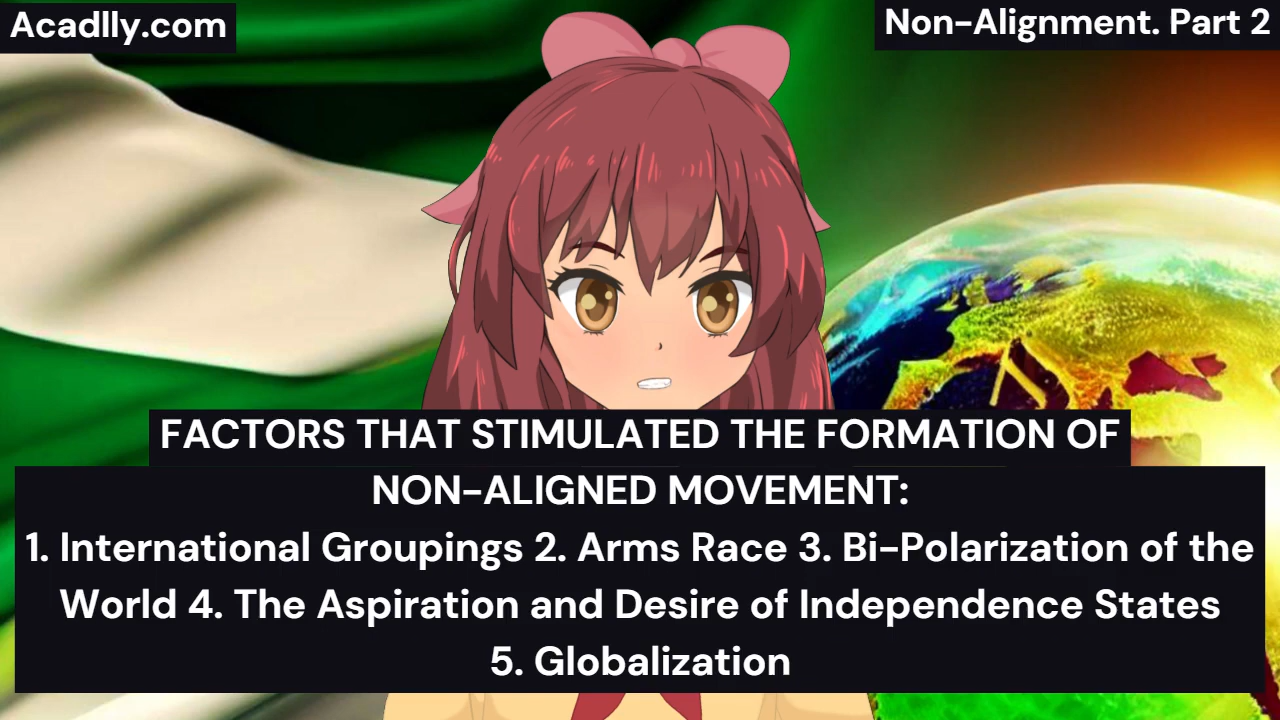 Acadlly.com
Non-Alignment. Part 2
FACTORS THAT STIMULATED THE FORMATION OF
NON-ALIGNED MOVEMENT:
1. International Groupings 2. Arms Race 3. Bi-Polarization of the
World 4. The Aspiration and Desire of Independence States
5. Globalization